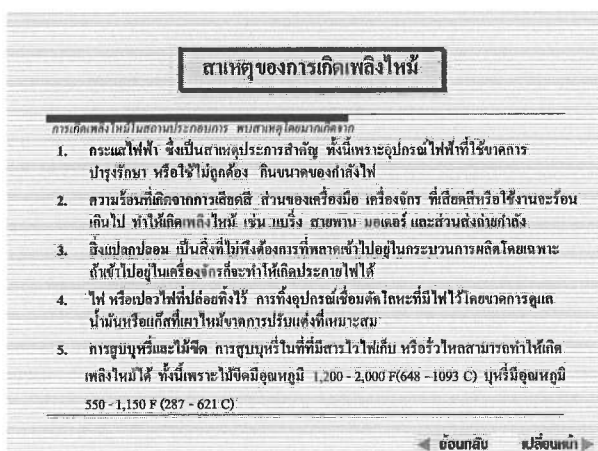 สาเหตุของการเกิดเพลิงไหม้
การเกิดเพลิงไหม้ในสถานประกอบการ พบสาเหตุโดยมากเกิดจาก
1. กระแสไฟฟ้า ซึ่งเป็นสาเหตุประการสำคัญ ทั้งนี้เพราะอุปกรณ์ไฟฟ้าที่ใช้ขาดการ
บำรุงรักษา หรือใช้ไม่ถูกต้อง กินขนาดของกำลังไฟ
2. ความร้อนที่เกิดจากการเสียดสี ส่วนของเครื่องมือ เครื่องจักร ที่เสียดสีหรือใช้งานจะร้อน
เกินไป ทำให้เกิดเพลิงไหม้ เช่น แบริ่ง สายพาน มอเตอร์ และส่วนส่งถ่ายกำลัง
3. สิ่งแปลกปลอม เป็นสิ่งที่ไม่พึงต้องการที่พลาดเข้าไปอยู่ในกระบวนการผลิตโดยเฉพาะ
ถ้าเข้าไปอยู่ในเครื่องจักรก็จะทำให้เกิดประกายไฟได้
4. ไฟ หรือเปลวไฟที่ปล่อยทิ้งไว้ การทิ้งอุปกรณ์เชื่อมตัดโลหะที่มีไฟไว้โดยขาดการดูแล
น้ำมันหรือแก๊สที่เผาไหม้ขาดการปรับแต่งที่เหมาะสม
5. การสูบบุหรี่และไม้ขีด การสูบบุหรี่ในที่ที่มีสารไวไฟเก็บ หรือรั่วไหลสามารถทำให้เกิด
เพลิงไหม้ได้ ทั้งนี้เพราะไม้ขีดมีอุณหภูมิ 1,200 - 2,000 F(648 - 1093 C) บุหรี่มีอุณหภูมิ
550 - 1,150 F (287 - 621 C)
ย้อนกลับ เปลี่ยนหน้า